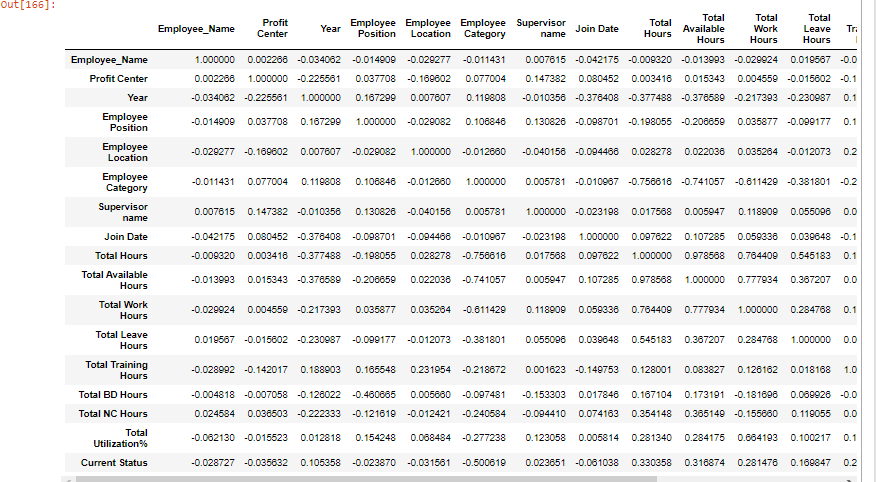 Out[166]:
Employee_Name Profit Center Year Employee Position Employee Location Employee Category Supervisor name Join Date Total Hours Total Available Hours Total Work Hours Total Leave Hours
Employee_Name 1.000000 0.002266 -0.034062 -0.014909 -0.029277 -0.011431 0.007615 -0.042175 -0.009320 -0.013993 -0.029924 0.019567 -0.0
Profit Center 0.002266 1.000000 -0.225561 0.037708 -0.169602 0.077004 0.147382 0.080452 0.003416 0.015343 0.004559 -0.015602 -0.1
Year -0.034062 -0.225561 1.000000 0.167299 0.007607 0.119808 -0.010356 -0.376408 -0.377488 -0.376589 -0.217393 -0.230987 0.1
Employee Position -0.014909 0.037708 0.167299 1.000000 -0.029082 0.106846 0.130826 -0.098701 -0.198055 -0.206659 0.035877 -0.099177 0.1
Employee Location -0.029277 -0.169602 0.007607 -0.029082 1.000000 -0.012660 -0.040156 -0.094466 0.028278 0.022036 0.035264 -0.012073 0.2
Employee Category -0.011431 0.077004 0.119808 0.106846 -0.012660 1.000000 0.005781 -0.010967 -0.756616 -0.741057 -0.611429 -0.381801 -0.2
Supervisor name 0.007615 0.147382 -0.010356 0.130826 -0.040156 0.005781 1.000000 -0.023198 0.017568 0.005947 0.118909 0.055096 0.0
Join Date -0.042175 0.080452 -0.376408 -0.098701 -0.094466 -0.010967 -0.023198 1.000000 0.097622 0.107285 0.059336 0.039648 -0.1
Total Hours -0.009320 0.003416 -0.377488 -0.198055 0.028278 -0.756616 0.017568 0.097622 1.000000 0.978568 0.764409 0.545183 0.1
Total Available Hours -0.013993 0.015343 -0.376589 -0.206659 0.022036 -0.741057 0.005947 0.107285 0.978568 1.000000 0.777934 0.367207 0.0
Total Work Hours -0.029924 0.004559 -0.217393 0.035877 0.035264 -0.611429 0.118909 0.059336 0.764409 0.777934 1.000000 0.284768 0.1
Total Leave Hours 0.019567 -0.015602 -0.230987 -0.099177 -0.012073 -0.381801 0.055096 0.039648 0.545183 0.367207 0.284768 1.000000 0.0
Total Training Hours -0.028992 -0.142017 0.188903 0.165548 0.231954 -0.218672 0.001623 -0.149753 0.128001 0.083827 0.126162 0.018168 1.0
Total BD Hours -0.004818 -0.007058 -0.126022 -0.460665 0.005660 -0.097481 -0.153303 0.017846 0.167104 0.173191 -0.181696 0.069926 -0.0
Total NC Hours 0.024584 0.036503 -0.222333 -0.121619 -0.012421 -0.240584 -0.094410 0.074163 0.354148 0.365149 -0.155660 0.119055 0.0
Total Utilization% -0.062130 -0.015523 0.012818 0.154248 0.068484 -0.277238 0.123058 0.005814 0.281340 0.284175 0.664193 0.100217 0.1
Current Status -0.028727 -0.035632 0.105358 -0.023870 -0.031561 -0.500619 0.023651 -0.061038 0.330358 0.316874 0.281476 0.169847 0.2